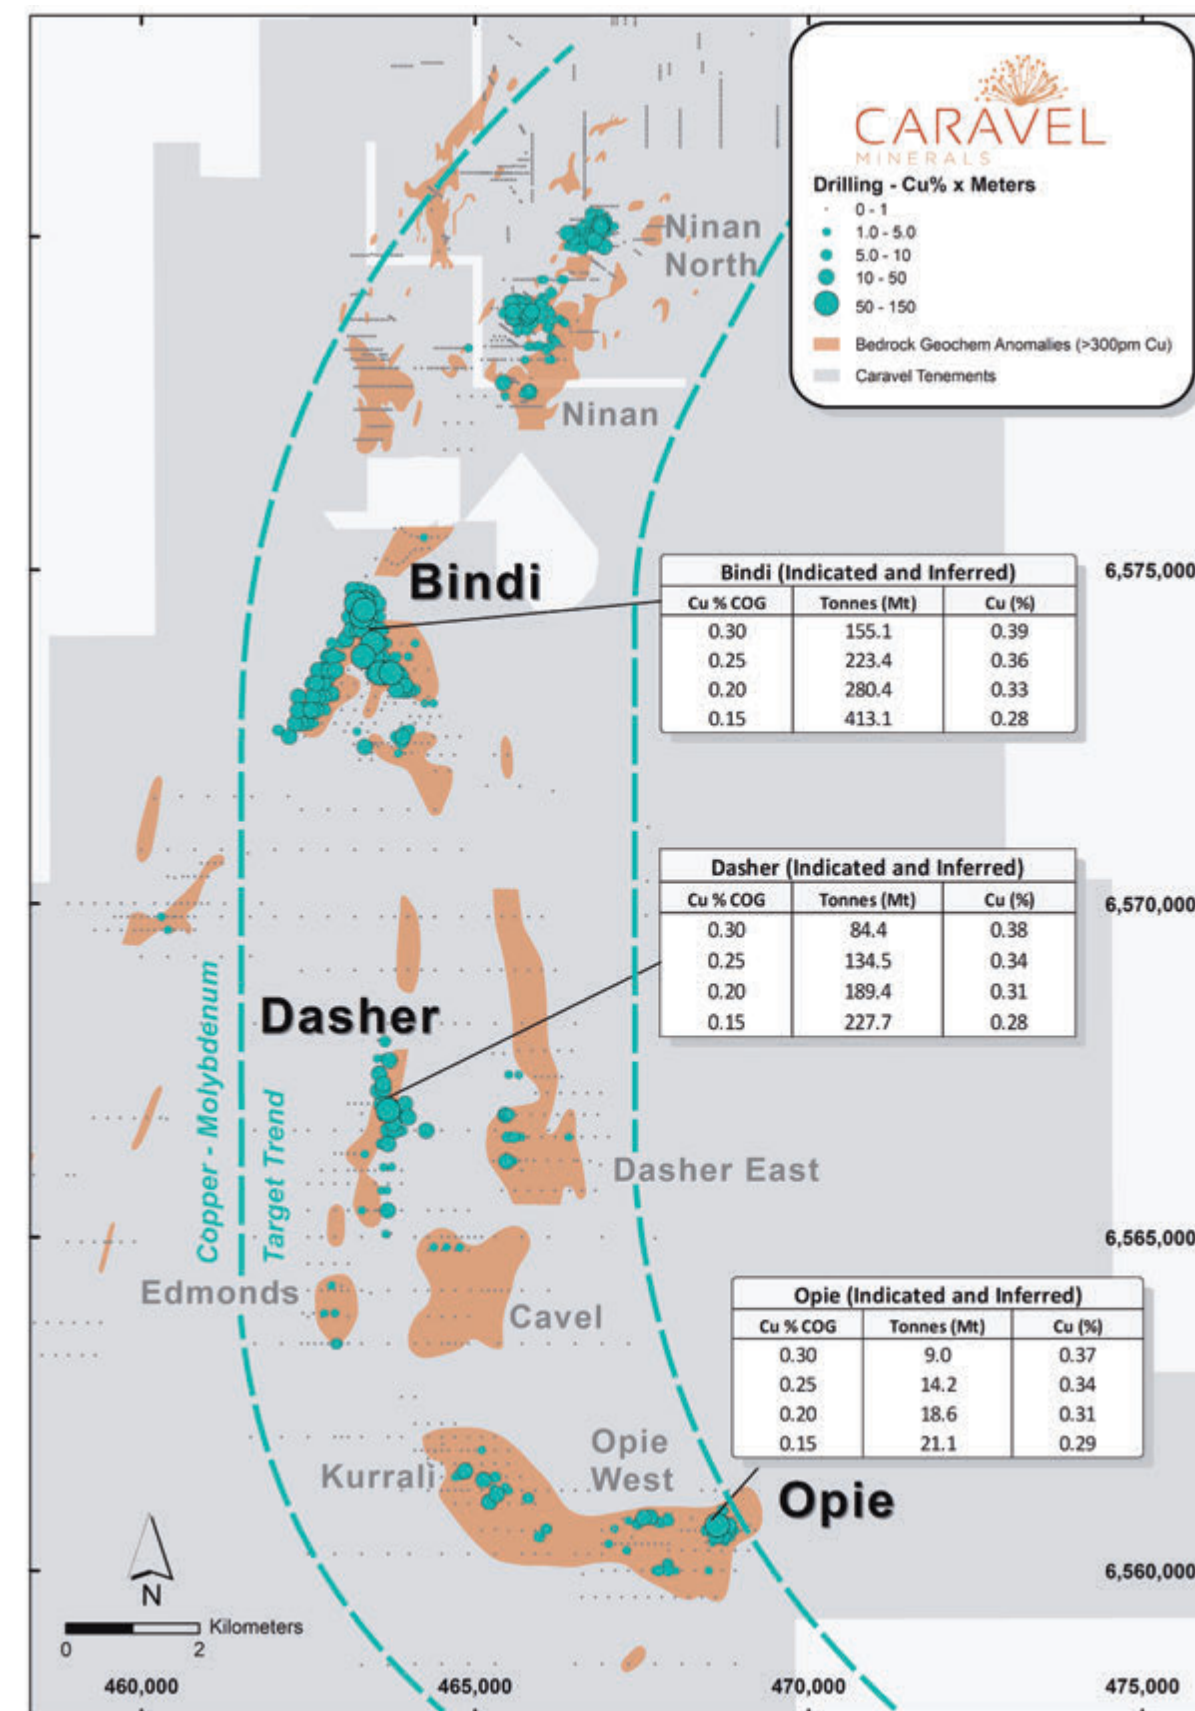 CARAVEL
MINERALS
Drilling - Cu% x Meters
0 - 1
1.0 - 5.0
5.0 - 10
10 - 50
50 - 150
Bedrock Geochem Anomalies (>300pm Cu)
Caravel Tenements
Ninan
North
Ninan
Bindi
Bindi (Indicated and Inferred)
Cu % COG Tonnes (Mt) Cu (%)
0.30 155.1 0.39
0.25 223.4 0.36
0.20 280.4 0.33
0.15 413.1 0.28
6,575,000
Dasher (Indicated and Inferred)
Cu % COG Tonnes (Mt) Cu (%)
0.30 84.4 0.38
0.25 134.5 0.34
0.20 189.4 0.31
0.15 227.7 0.28
6,570,000
Dasher
Copper - Molybdenum
Target Trend
Dasher East
6,565,000
Edmonds
Cavel
Opie (Indicated and Inferred)
Cu % COG Tonnes (Mt) Cu (%)
0.30 9.0 0.37
0.25 14.2 0.34
0.20 18.6 0.31
0.15 21.1 0.29
Kurrali
Opie
West
Opie
6,560,000
N
Kilometers
0 2
460,000 465,000 470,000 475,000